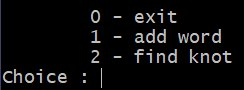 0 - exit
1 - add word
2 - find knot
Choice :